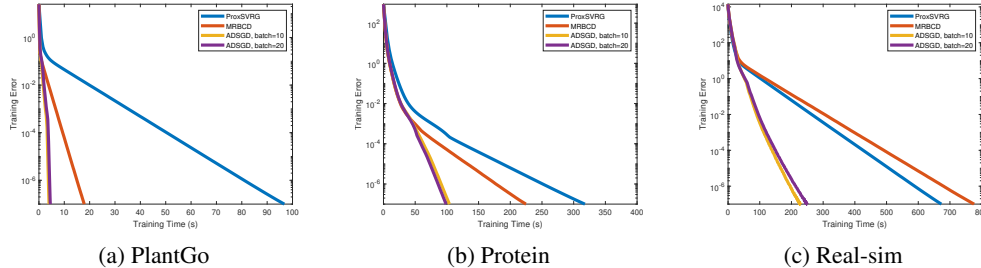 ProxSVRG
MRBCD
ADSGD, batch=10
ADSGD, batch=20
Training Error
10^0
10^-2
10^-4
10^-6
0 10 20 30 40 50 60 70 80 90 100
Training Time (s)
(a) PlantGo
ProxSVRG
MRBCD
ADSGD, batch=10
ADSGD, batch=20
Training Error
10^2
10^0
10^-2
10^-4
10^-6
0 50 100 150 200 250 300 350 400
Training Time (s)
(b) Protein
ProxSVRG
MRBCD
ADSGD, batch=10
ADSGD, batch=20
Training Error
10^4
10^2
10^0
10^-2
10^-4
10^-6
0 100 200 300 400 500 600 700 800
Training Time (s)
(c) Real-sim